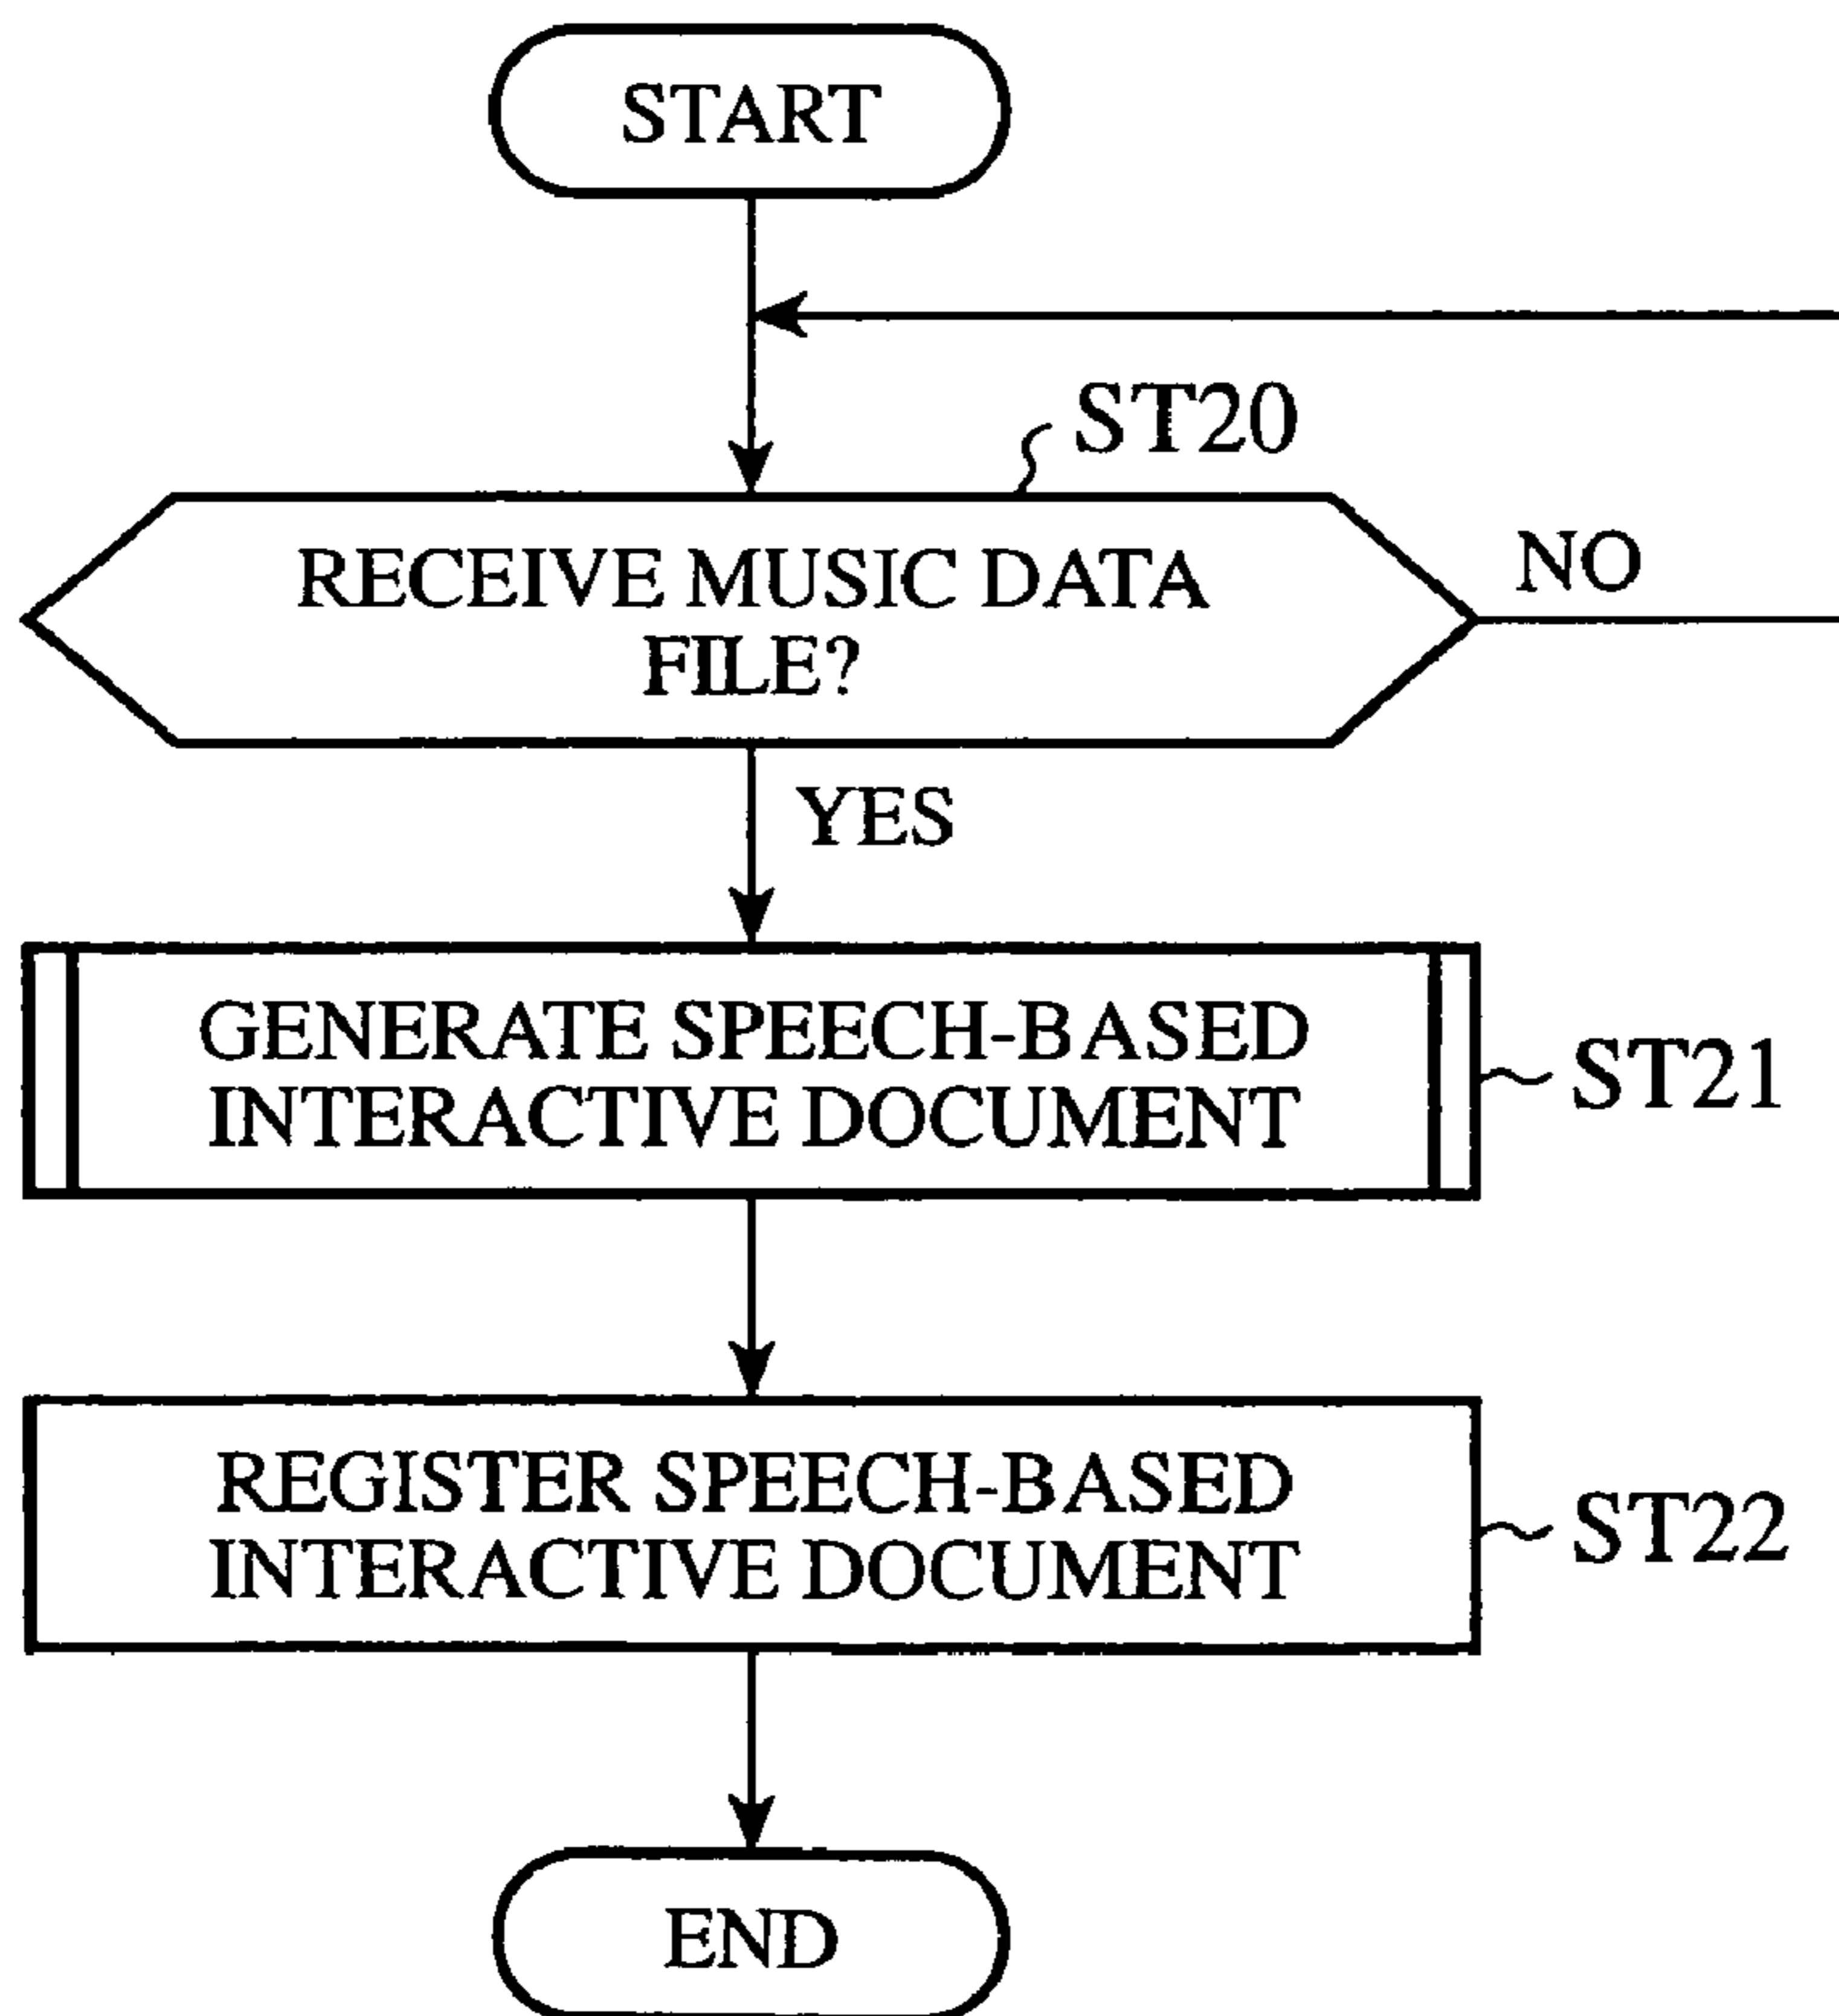 START
ST20
RECEIVE MUSIC DATA
FILE?
NO
YES
GENERATE SPEECH-BASED
INTERACTIVE DOCUMENT
ST21
REGISTER SPEECH-BASED
INTERACTIVE DOCUMENT
ST22
END